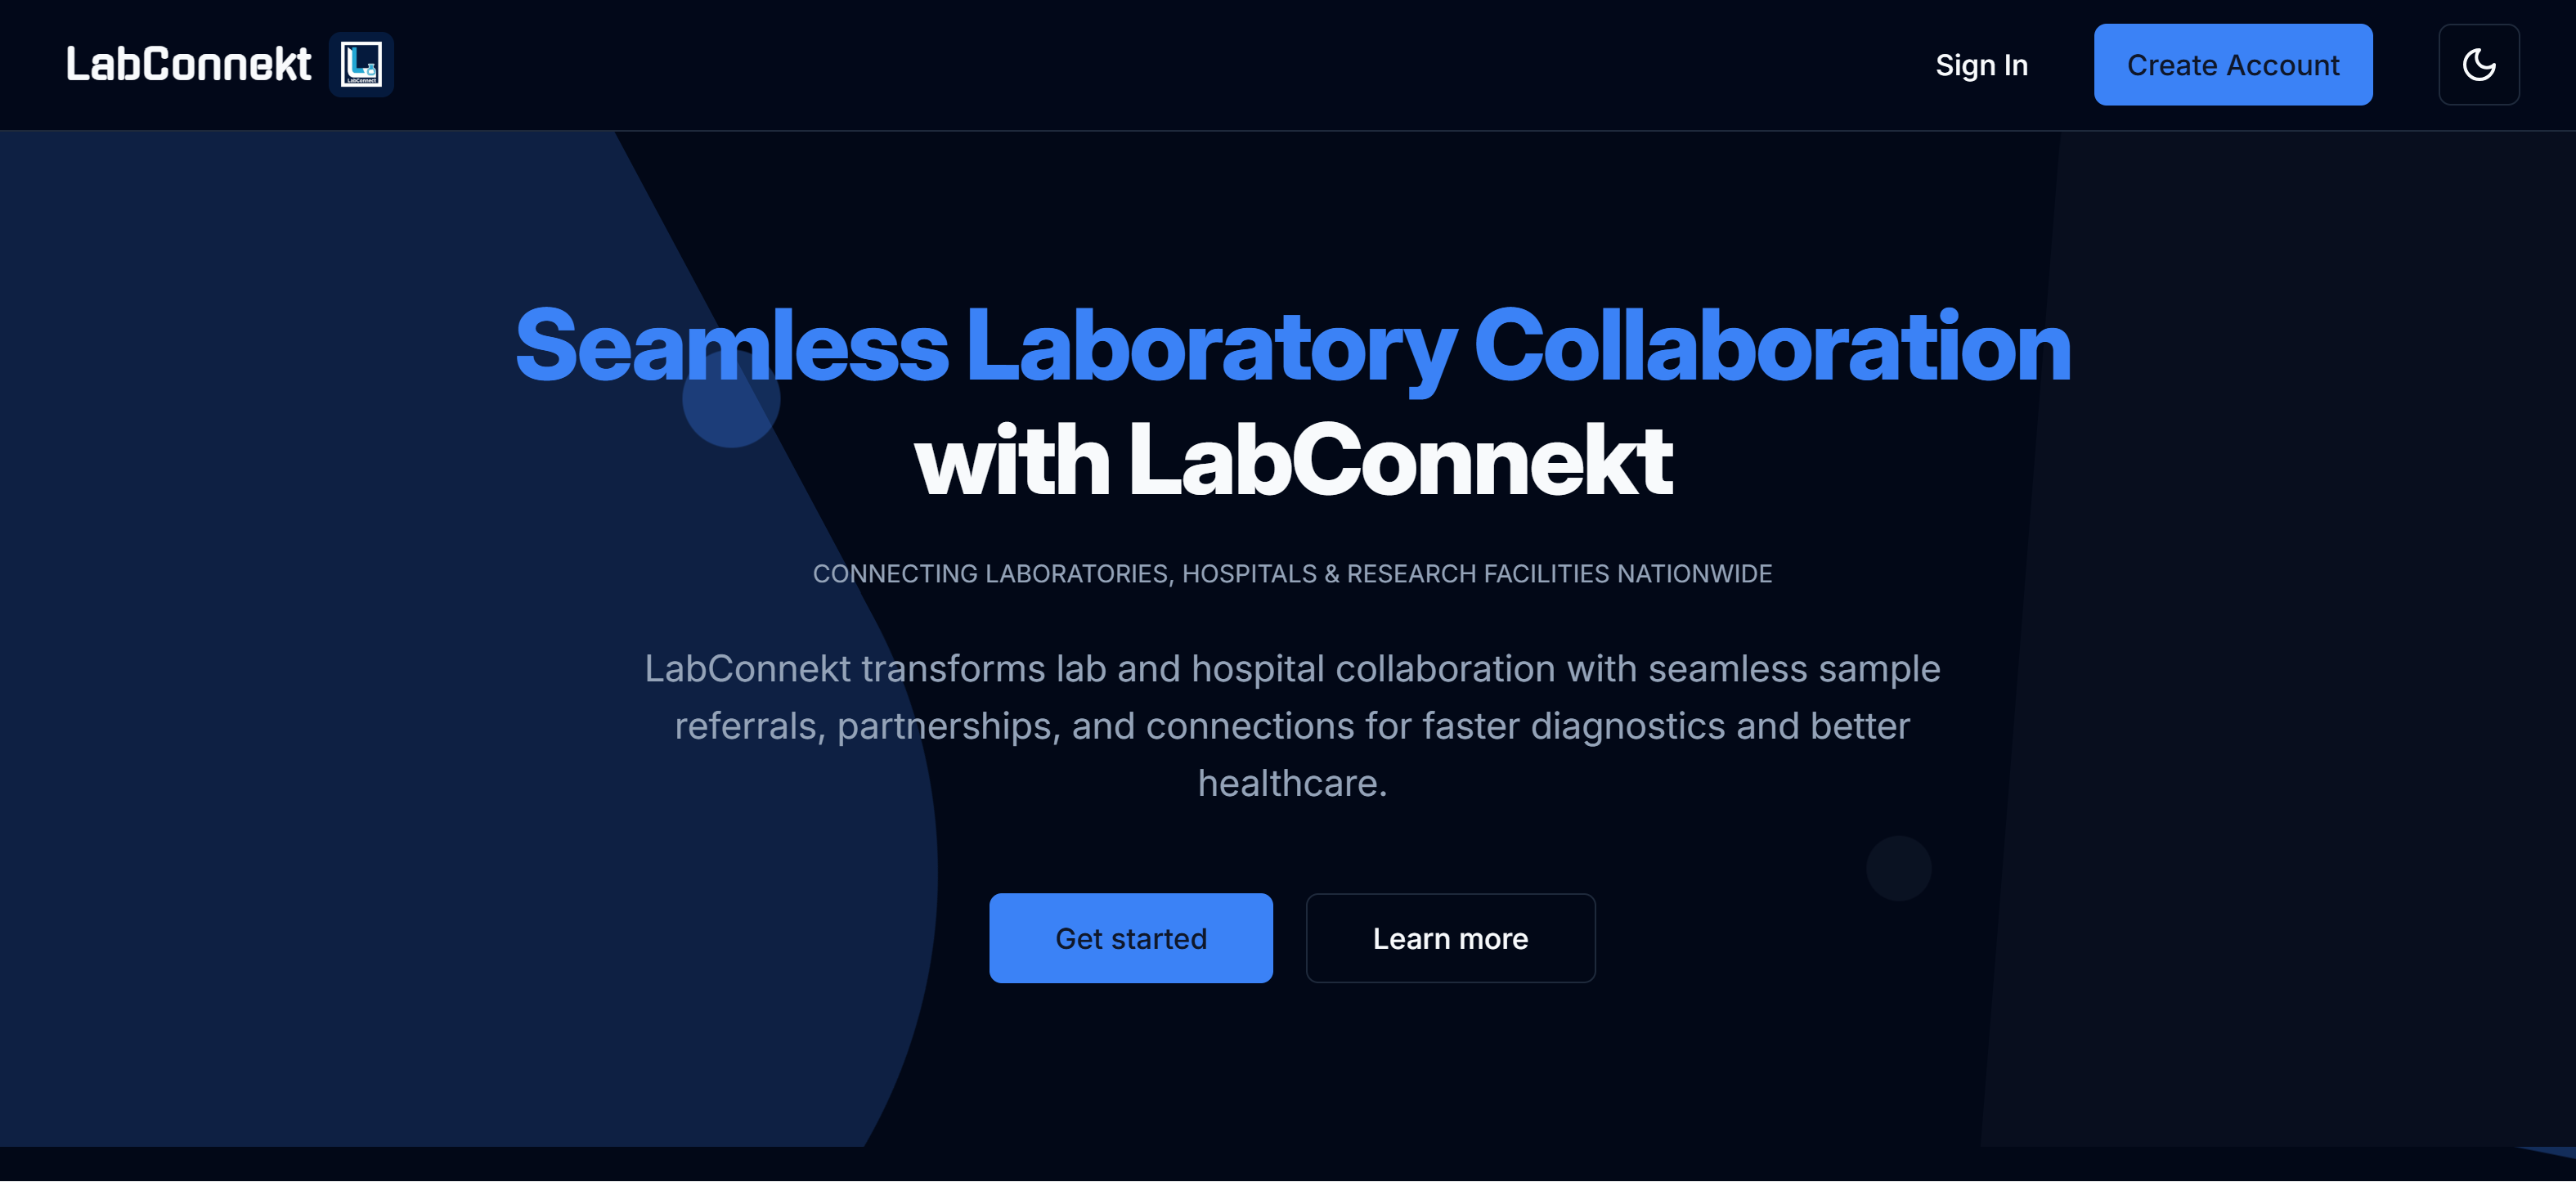 LabConnekt
LabConnect
Sign In
Create Account
Seamless Laboratory Collaboration
with LabConnekt
CONNECTING LABORATORIES, HOSPITALS & RESEARCH FACILITIES NATIONWIDE
LabConnekt transforms lab and hospital collaboration with seamless sample
referrals, partnerships, and connections for faster diagnostics and better
healthcare.
Get started
Learn more